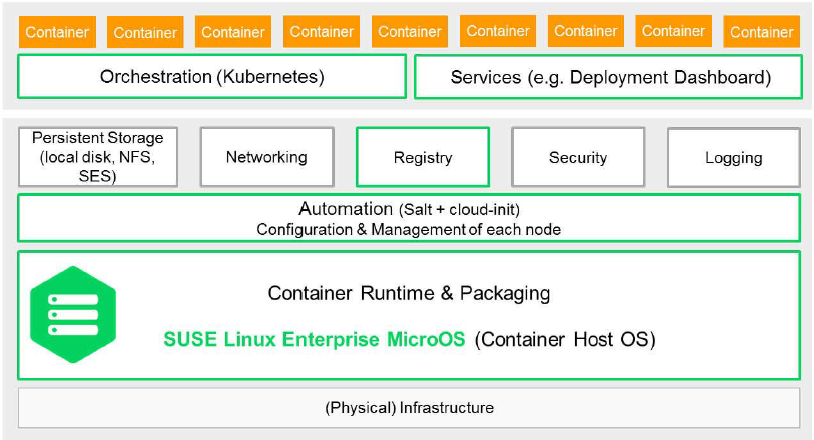 Container Container Container Container Container Container Container Container Container
Orchestration (Kubernetes)
Services (e.g. Deployment Dashboard)
Persistent Storage
(local disk, NFS,
SES)
Networking
Registry
Security
Logging
Automation (Salt + cloud-init)
Configuration & Management of each node
Container Runtime & Packaging
SUSE Linux Enterprise MicroOS (Container Host OS)
(Physical) Infrastructure